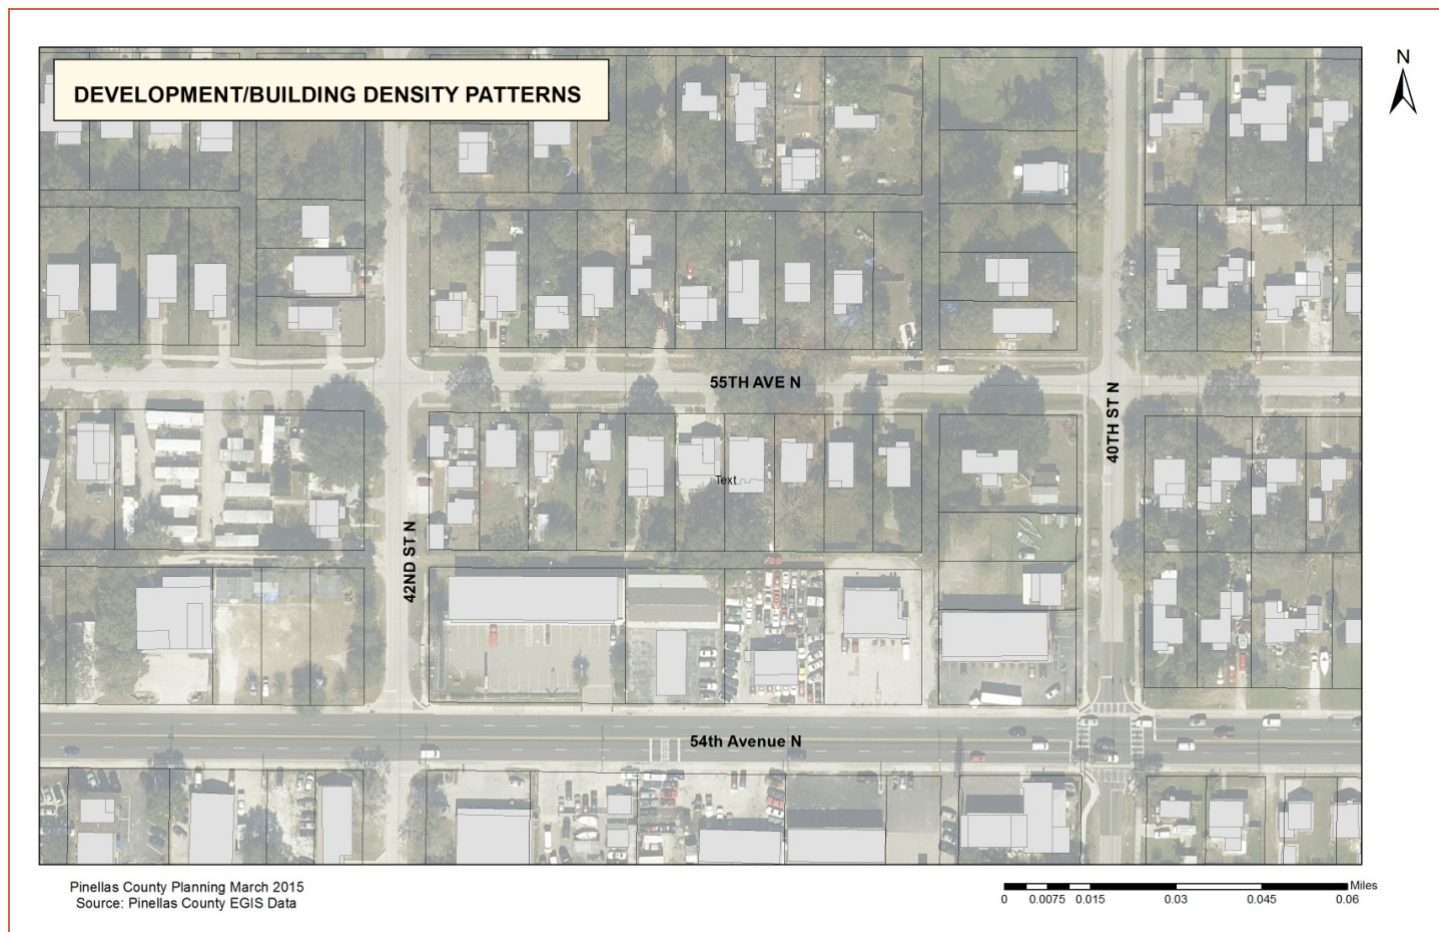 N
DEVELOPMENT/BUILDING DENSITY PATTERNS
55TH AVE N
40TH ST N
Text
42ND ST N
54th Avenue N
Pinellas County Planning March 2015
Source: Pinellas County EGIS Data
Miles
0 0.0075 0.015 0.03 0.045 0.06